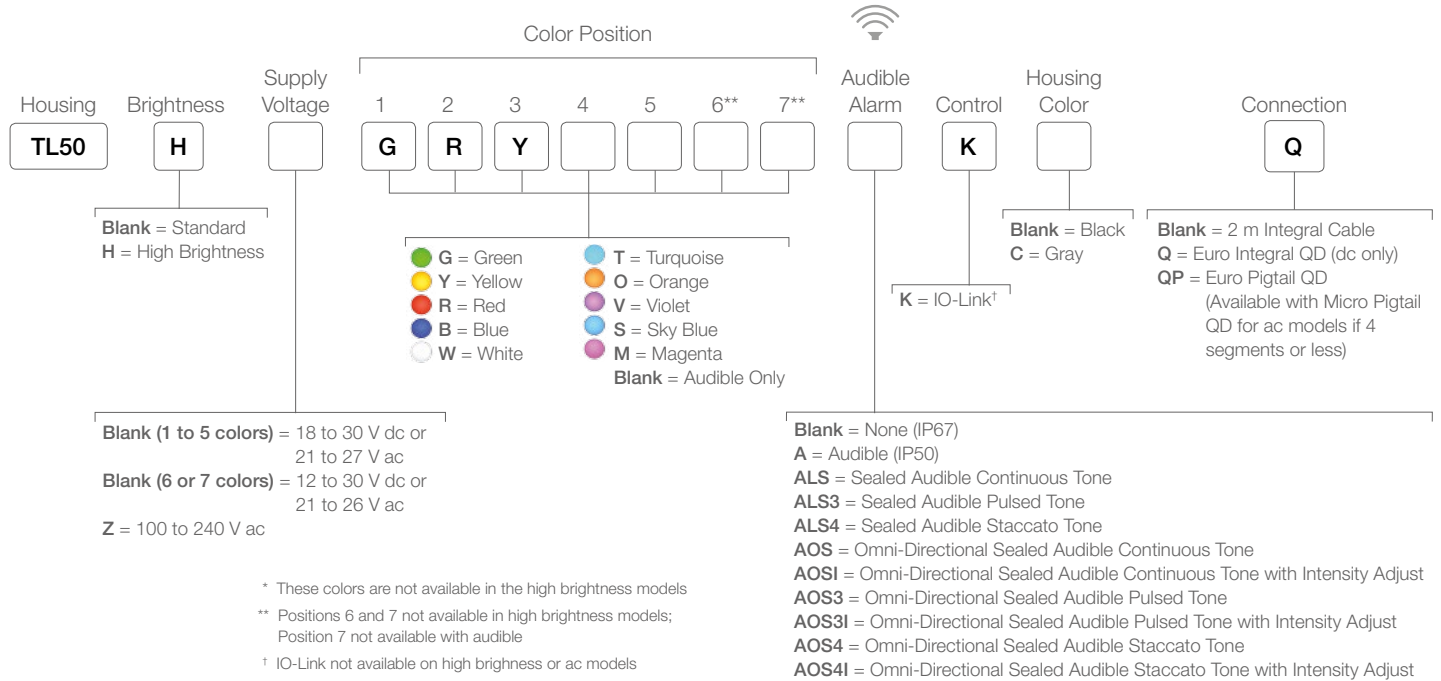 Color Position
Housing Brightness Supply Voltage 1 2 3 4 5 6** 7** Audible Alarm Control Housing Color Connection
TL50 H G R Y K Q
Blank = Standard
H = High Brightness
G = Green
Y = Yellow
R = Red
B = Blue
W = White
T = Turquoise
O = Orange
V = Violet
S = Sky Blue
M = Magenta
Blank = Audible Only
K = IO-Link†
Blank = Black
C = Gray
Blank = 2 m Integral Cable
Q = Euro Integral QD (dc only)
QP = Euro Pigtail QD
(Available with Micro Pigtail
QD for ac models if 4
segments or less)
Blank (1 to 5 colors) = 18 to 30 V dc or
21 to 27 V ac
Blank (6 or 7 colors) = 12 to 30 V dc or
21 to 26 V ac
Z = 100 to 240 V ac
Blank = None (IP67)
A = Audible (IP50)
ALS = Sealed Audible Continuous Tone
ALS3 = Sealed Audible Pulsed Tone
ALS4 = Sealed Audible Staccato Tone
AOS = Omni-Directional Sealed Audible Continuous Tone
AOSI = Omni-Directional Sealed Audible Continuous Tone with Intensity Adjust
AOS3 = Omni-Directional Sealed Audible Pulsed Tone
AOS3I = Omni-Directional Sealed Audible Pulsed Tone with Intensity Adjust
AOS4 = Omni-Directional Sealed Audible Staccato Tone
AOS4I = Omni-Directional Sealed Audible Staccato Tone with Intensity Adjust
* These colors are not available in the high brightness models
** Positions 6 and 7 not available in high brightness models;
Position 7 not available with audible
† IO-Link not available on high brighness or ac models